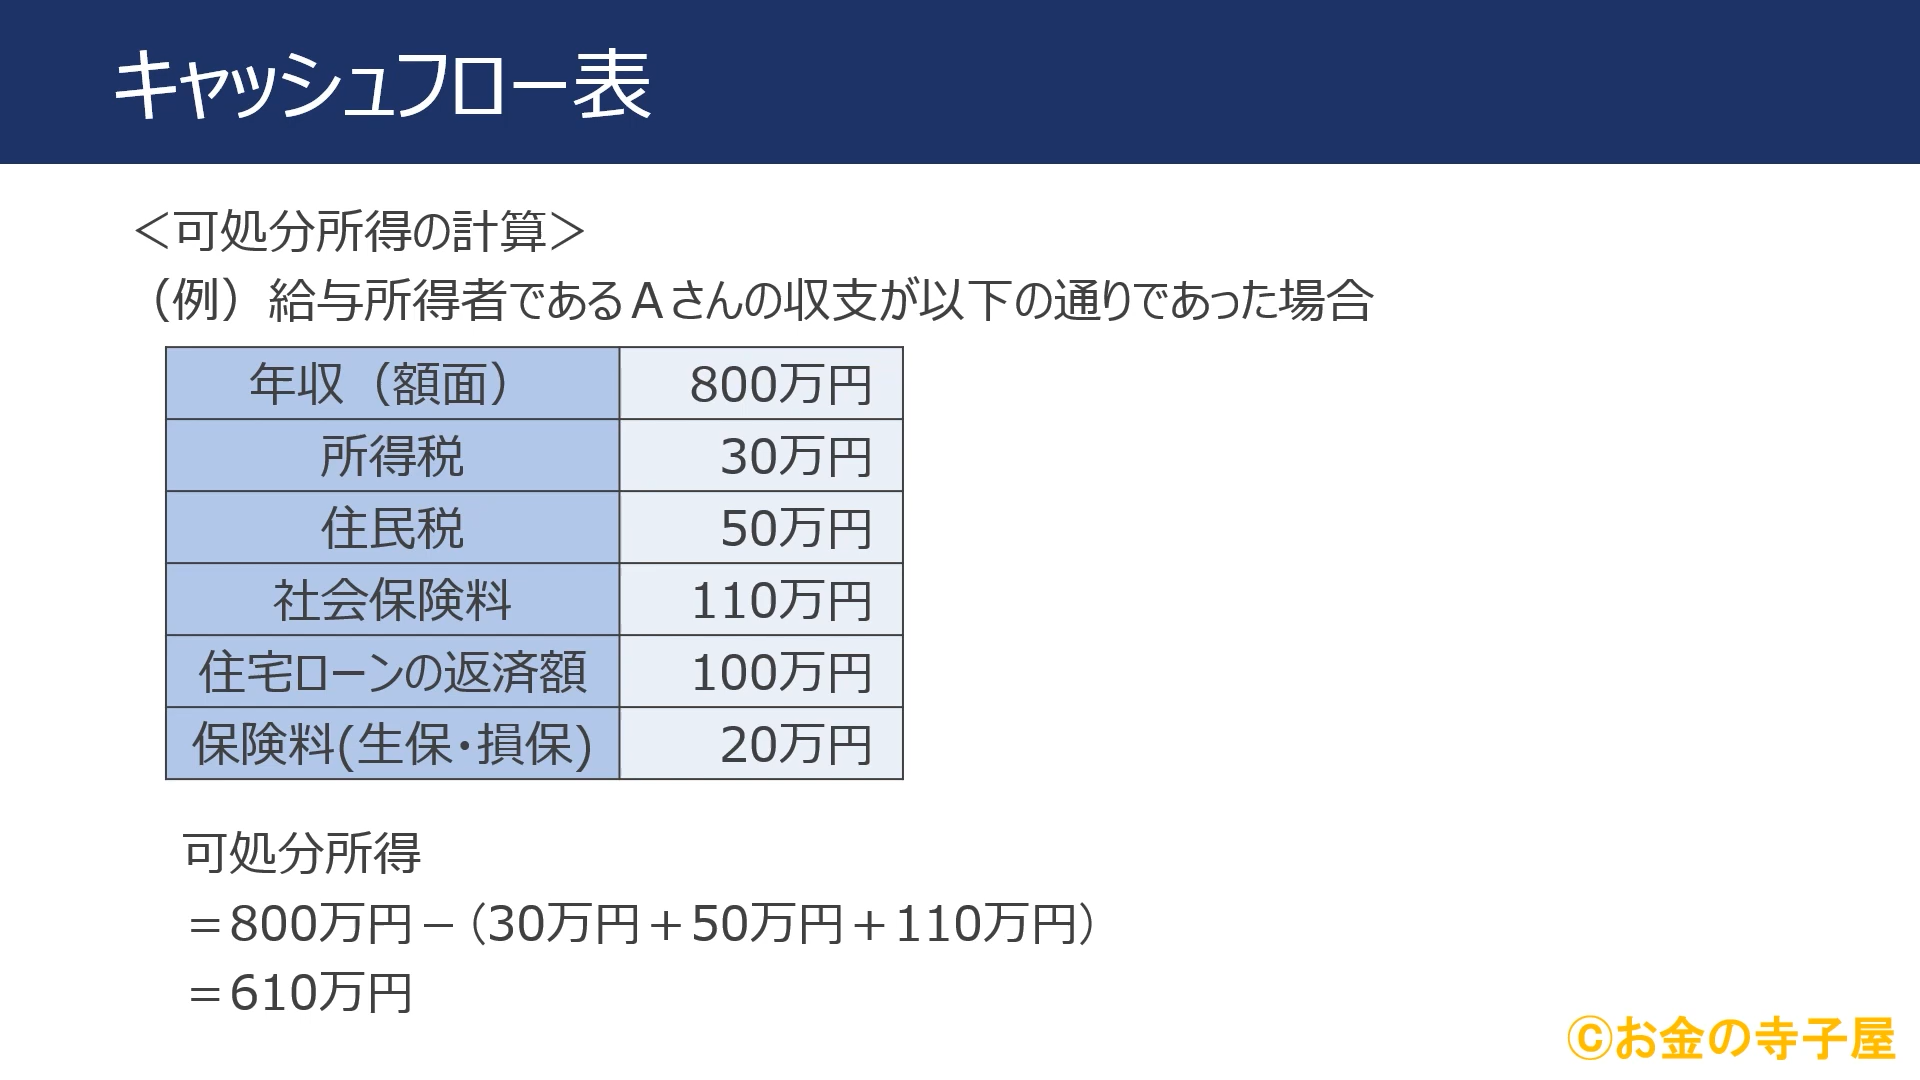 キャッシュフロー表
＜可処分所得の計算＞
（例）給与所得者であるＡさんの収支が以下の通りであった場合
年収（額面） 800万円
所得税 30万円
住民税 50万円
社会保険料 110万円
住宅ローンの返済額 100万円
保険料(生保・損保) 20万円
可処分所得
＝800万円－（30万円＋50万円＋110万円）
＝610万円
©お金の寺子屋